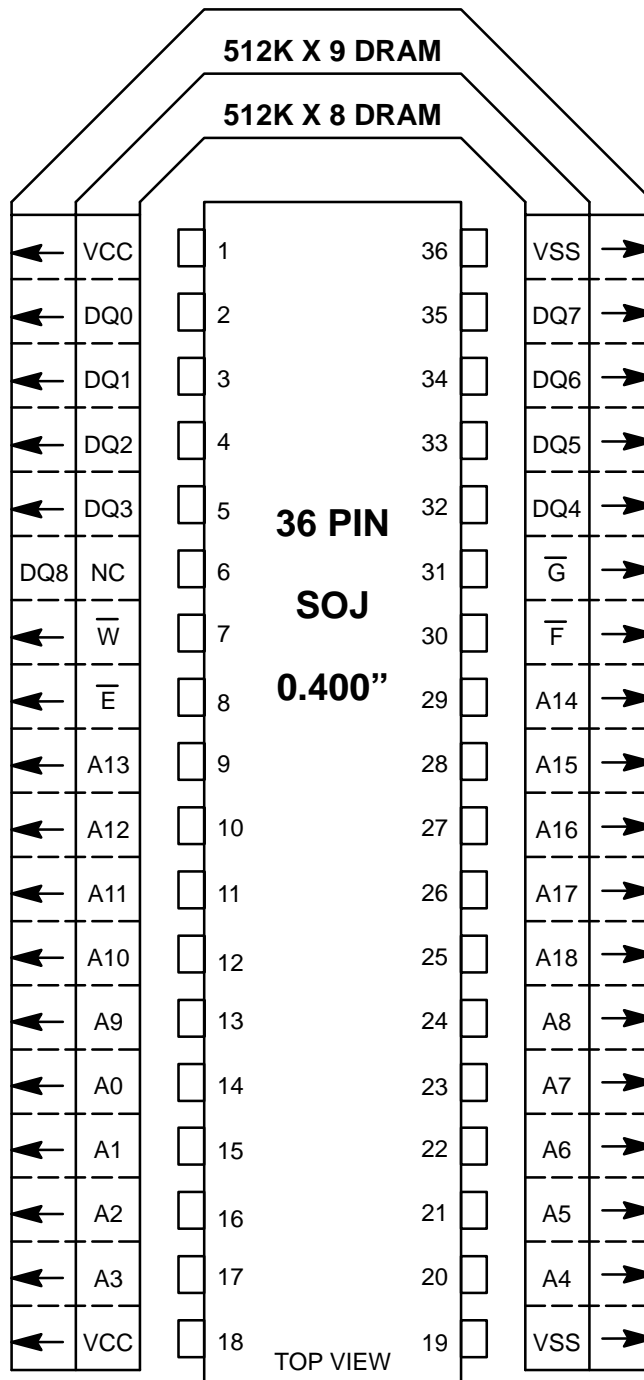 512K X 9 DRAM
512K X 8 DRAM
VCC 1 36 VSS
DQ0 2 35 DQ7
DQ1 3 34 DQ6
DQ2 4 33 DQ5
DQ3 5 32 DQ4
36 PIN
DQ8 NC 6 31 G̅
SOJ
W̅ 7 30 F̅
0.400”
E̅ 8 29 A14
A13 9 28 A15
A12 10 27 A16
A11 11 26 A17
A10 12 25 A18
A9 13 24 A8
A0 14 23 A7
A1 15 22 A6
A2 16 21 A5
A3 17 20 A4
VCC 18 19 VSS
TOP VIEW